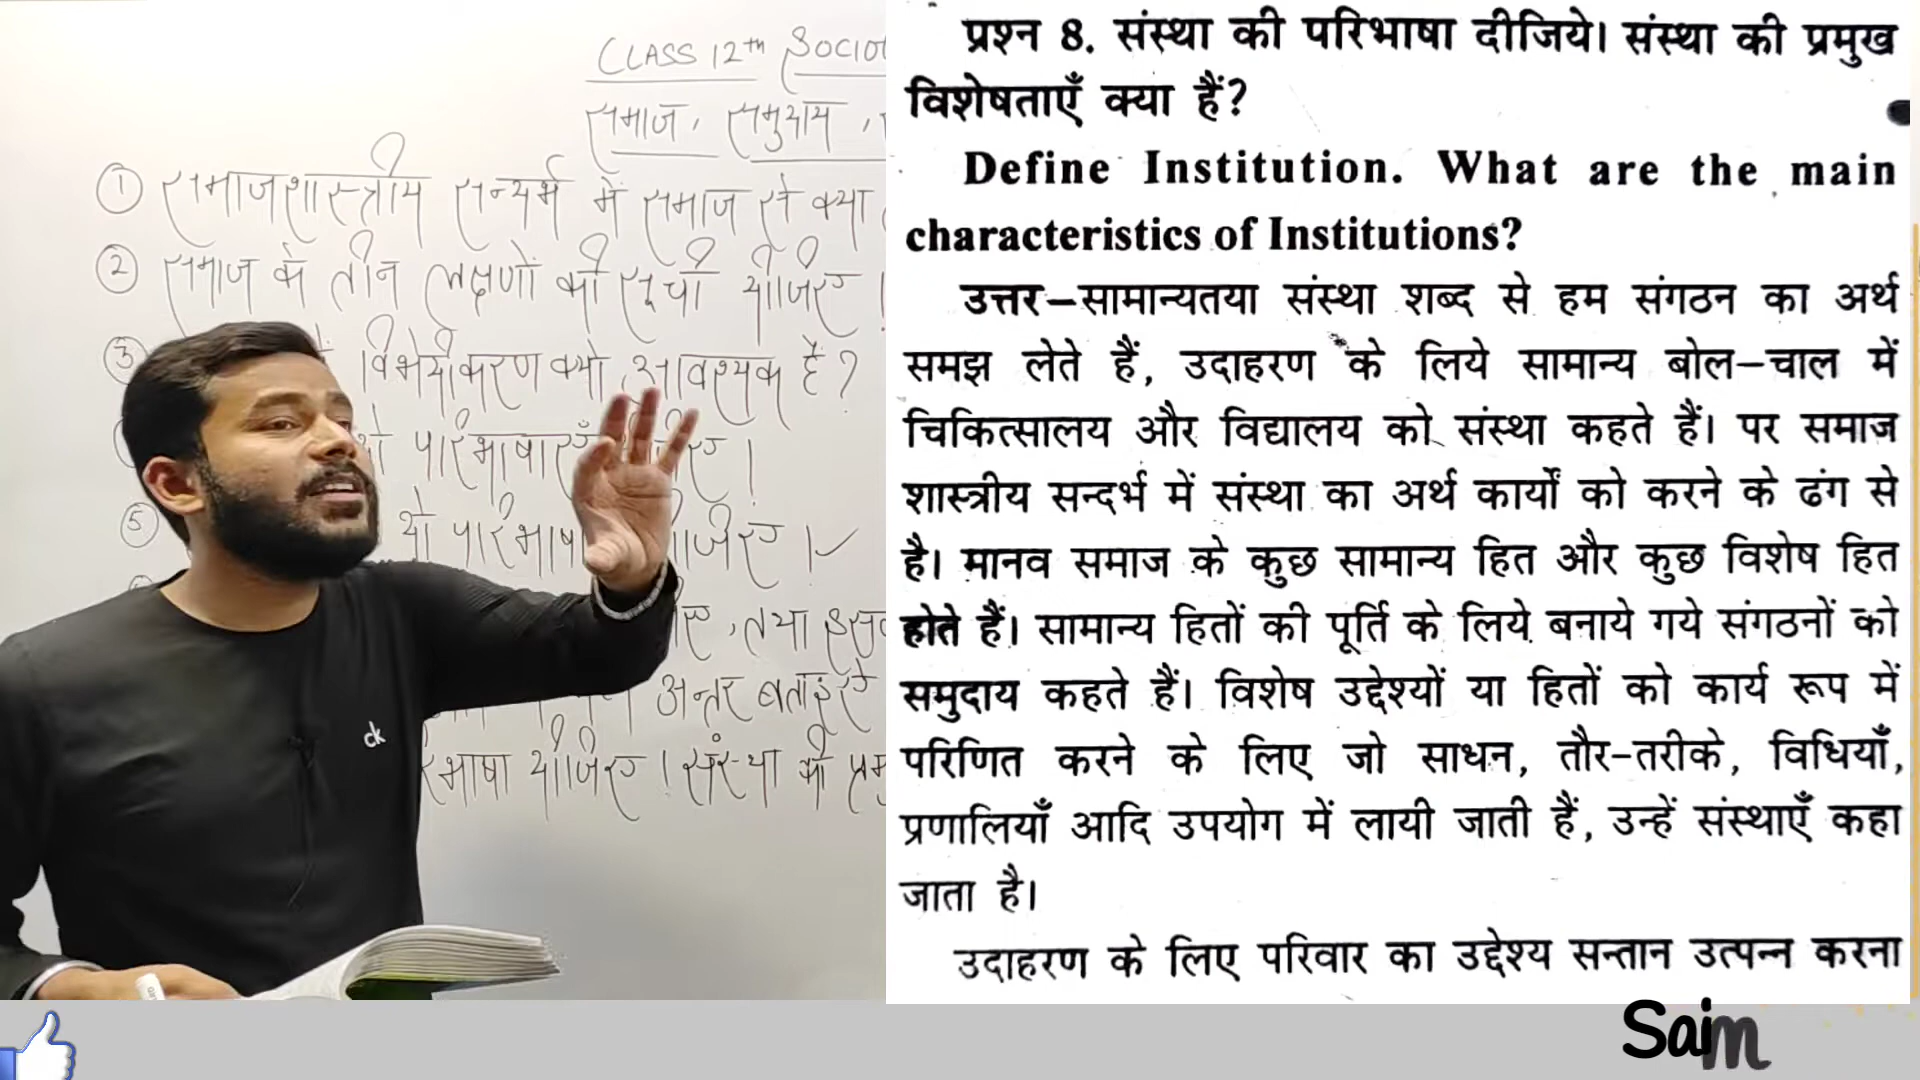 CLASS 12th SOCIO
समाज, समुदाय,
① समाजशास्त्रीय सन्दर्भ में समाज से क्या
② समाज के तीन लक्षणों की सूची दीजिए।
③ विभेदीकरण क्यों आवश्यक है?
परिभाषाएँ
⑤ परिभाषा दीजिए।✓
तथा
अन्तर बताइए
परिभाषा दीजिए। संस्था की प्रमु
प्रश्न 8. संस्था की परिभाषा दीजिये। संस्था की प्रमुख
विशेषताएँ क्या हैं?
Define Institution. What are the main
characteristics of Institutions?
उत्तर—सामान्यतया संस्था शब्द से हम संगठन का अर्थ
समझ लेते हैं, उदाहरण के लिये सामान्य बोल—चाल में
चिकित्सालय और विद्यालय को संस्था कहते हैं। पर समाज
शास्त्रीय सन्दर्भ में संस्था का अर्थ कार्यों को करने के ढंग से
है। मानव समाज के कुछ सामान्य हित और कुछ विशेष हित
होते हैं। सामान्य हितों की पूर्ति के लिये बनाये गये संगठनों को
समुदाय कहते हैं। विशेष उद्देश्यों या हितों को कार्य रूप में
परिणित करने के लिए जो साधन, तौर-तरीके, विधियाँ,
प्रणालियाँ आदि उपयोग में लायी जाती हैं, उन्हें संस्थाएँ कहा
जाता है।
उदाहरण के लिए परिवार का उद्देश्य सन्तान उत्पन्न करना
ck
Saim